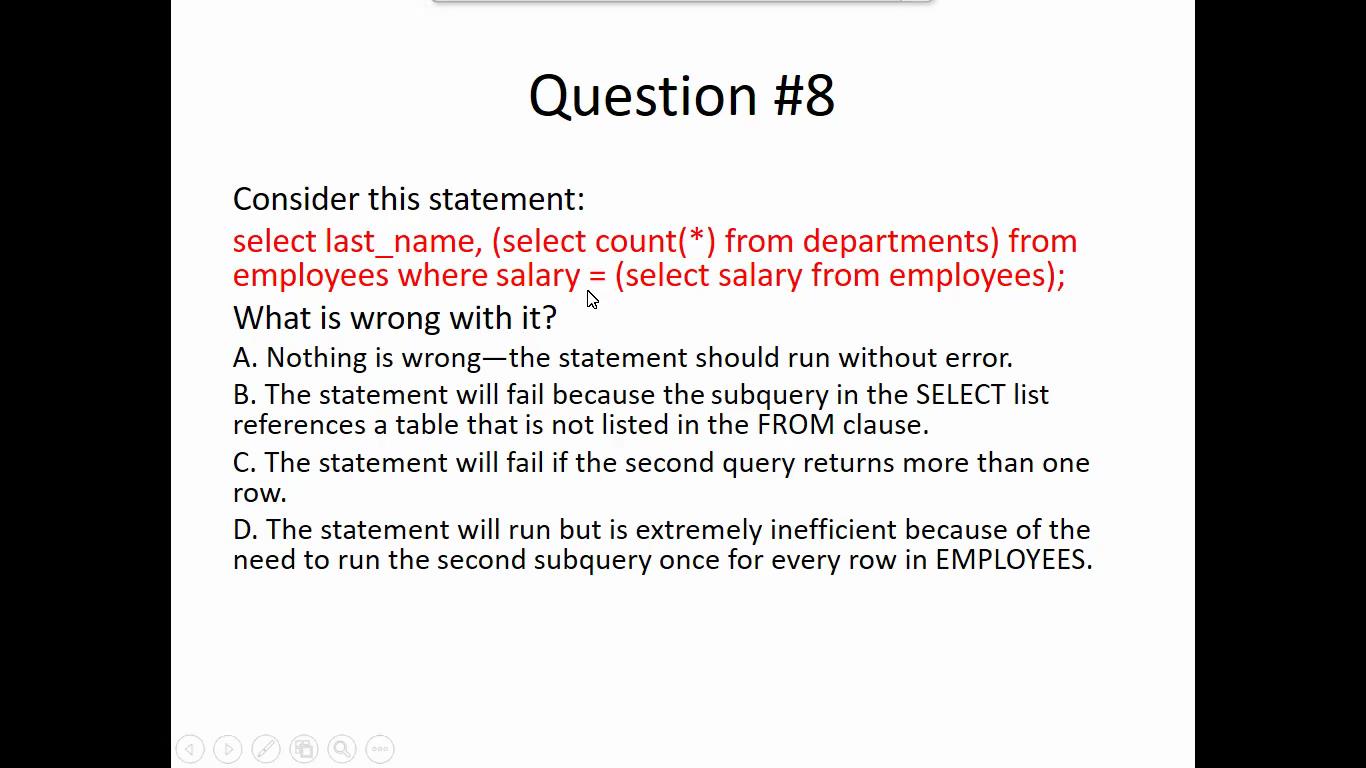 Question #8
Consider this statement:
select last_name, (select count(*) from departments) from
employees where salary = (select salary from employees);
What is wrong with it?
A. Nothing is wrong—the statement should run without error.
B. The statement will fail because the subquery in the SELECT list
references a table that is not listed in the FROM clause.
C. The statement will fail if the second query returns more than one
row.
D. The statement will run but is extremely inefficient because of the
need to run the second subquery once for every row in EMPLOYEES.